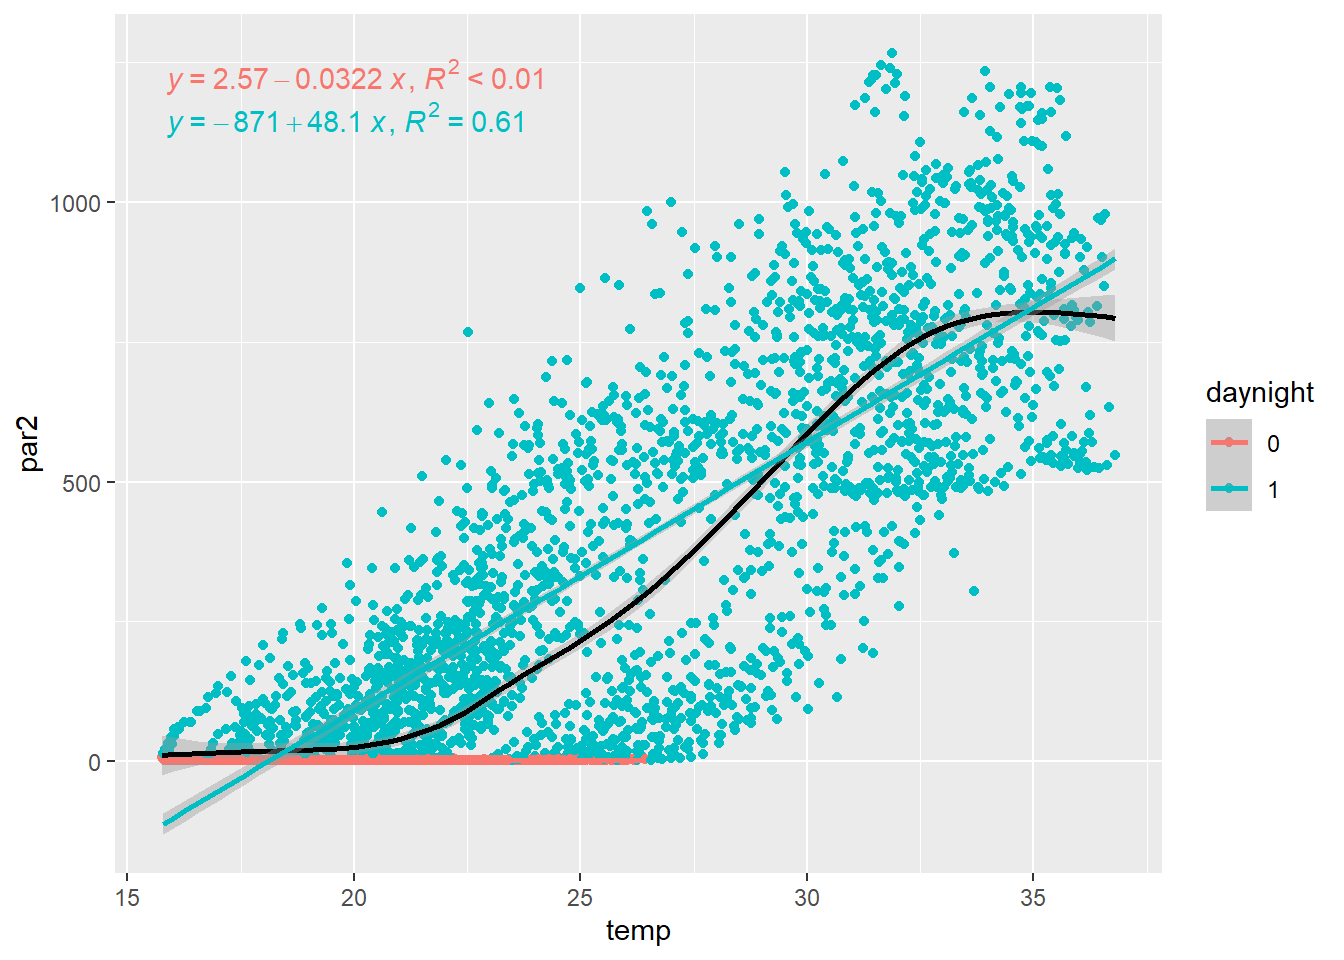 y = 2.57 − 0.0322 x, R² < 0.01
y = − 871 + 48.1 x, R² = 0.61
1000
500
0
15 20 25 30 35
temp
par2
daynight
0
1